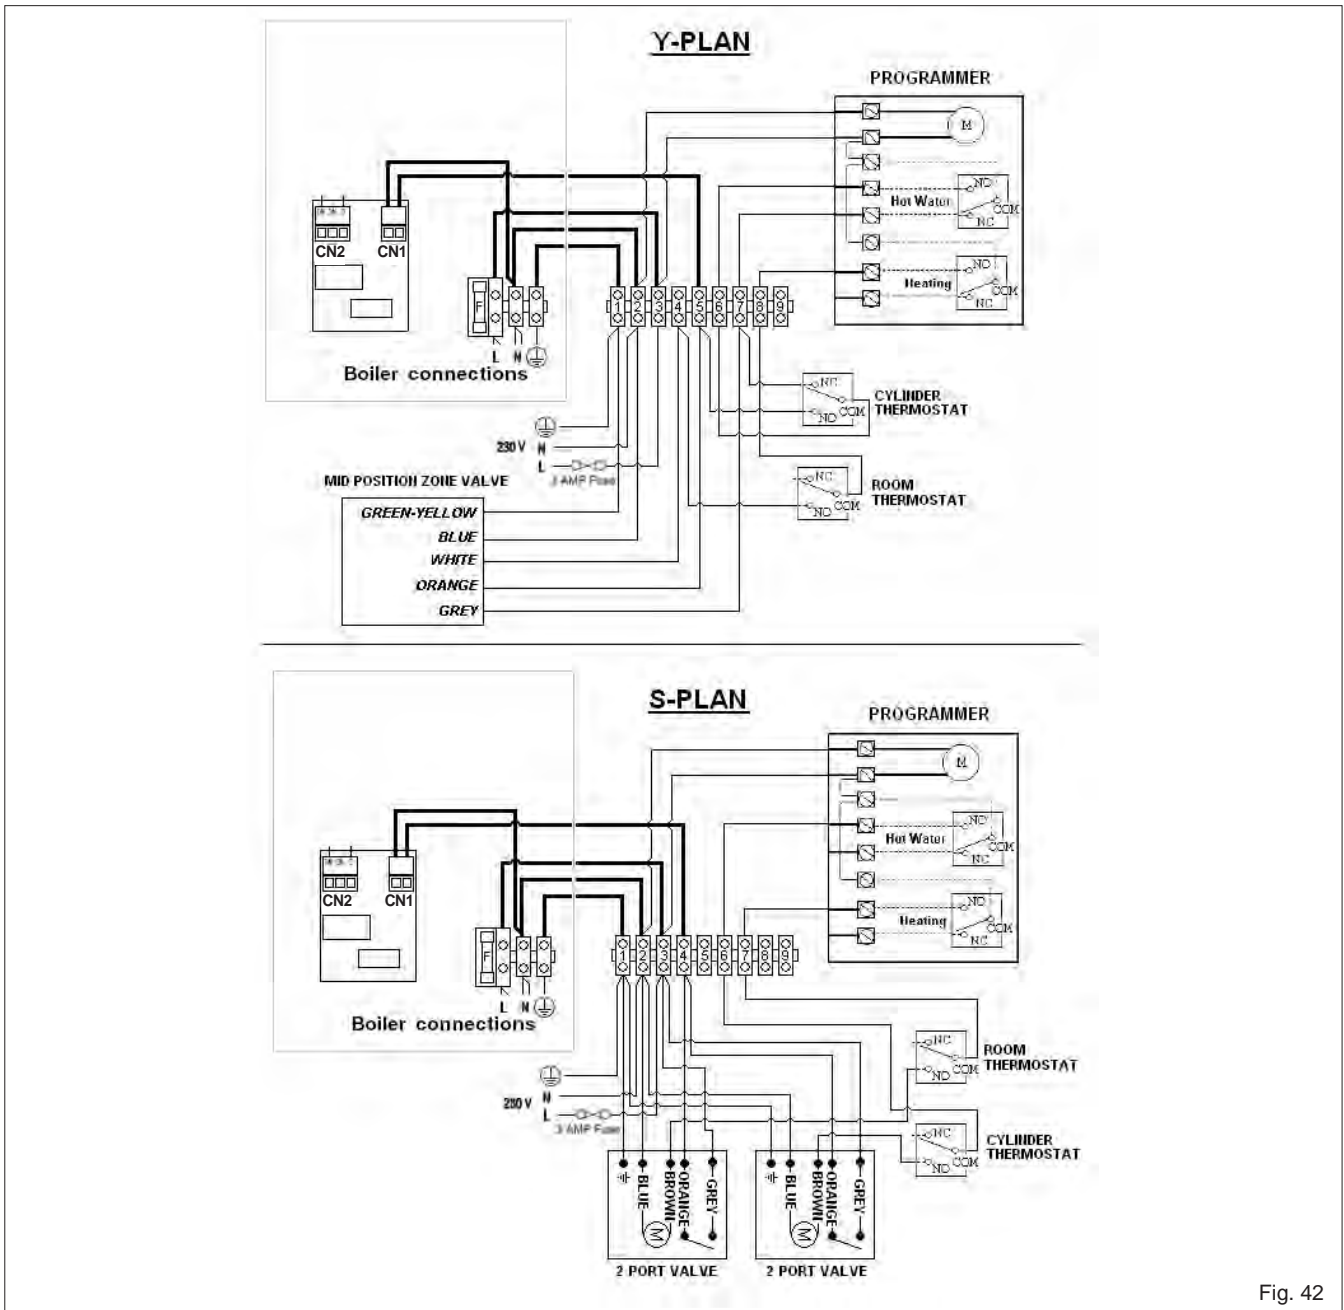 Y-PLAN
PROGRAMMER
M
NO
Hot Water
COM
NC
CN2
CN1
NO
Heating
COM
NC
F
1 2 3 4 5 6 7 8 9
L N
Boiler connections
NC
CYLINDER
THERMOSTAT
COM
NO
230 V
N
L
3 AMP Fuse
NC
ROOM
THERMOSTAT
COM
NO
MID POSITION ZONE VALVE
GREEN-YELLOW
BLUE
WHITE
ORANGE
GREY
S-PLAN
PROGRAMMER
M
NO
Hot Water
COM
NC
CN2
CN1
NO
Heating
COM
NC
F
1 2 3 4 5 6 7 8 9
L N
Boiler connections
NC
ROOM
THERMOSTAT
COM
NO
230 V
N
L
3 AMP Fuse
NC
CYLINDER
THERMOSTAT
COM
NO
BLUE
BROWN
ORANGE
GREY
M
BLUE
BROWN
ORANGE
GREY
M
2 PORT VALVE
2 PORT VALVE
Fig. 42